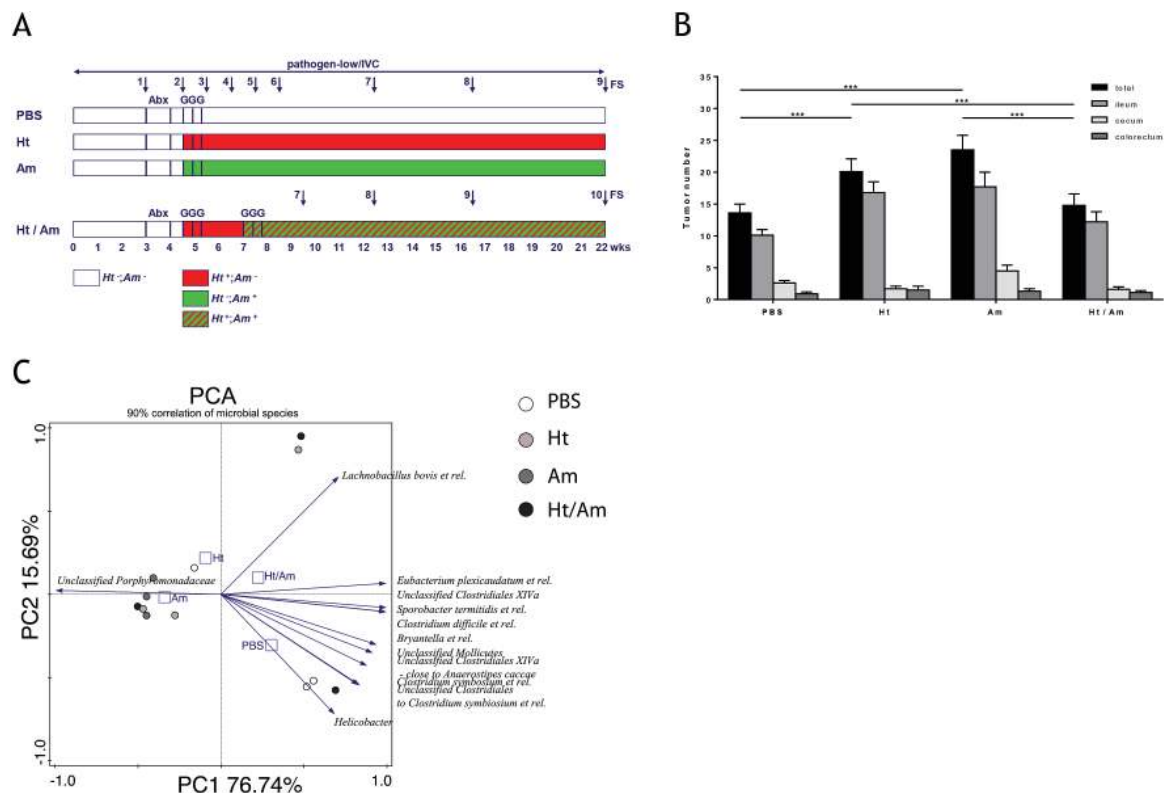 A
pathogen-low/IVC
1 2 3 4 5 6 7 8 9 FS
Abx GGG
PBS
Ht
Am
7 8 9 10 FS
Abx GGG GGG
Ht / Am
0 1 2 3 4 5 6 7 8 9 10 11 12 13 14 15 16 17 18 19 20 21 22 wks
Ht -;Am - Ht +;Am -
Ht -;Am +
Ht +;Am +
B
35
30
25
20
15
10
5
0
Tumor number
*** ***
*** ***
total
ileum
cecum
colorectum
PBS Ht Am Ht / Am
C
PCA
90% correlation of microbial species
1.0
-1.0
PC2 15.69%
Lachnobacillus bovis et rel.
Ht
Unclassified Porphyromonadaceae
Ht/Am
Am
PBS
Eubacterium plexicaudatum et rel.
Unclassified Clostridiales XIVa
Sporobacter termitidis et rel.
Clostridium difficile et rel.
Bryantella et rel.
Unclassified Mollicutes
Unclassified Clostridiales XIVa
- close to Anaerostipes caccae
Clostridium symbosium et rel.
Unclassified Clostridiales
to Clostridium symbiosium et rel.
Helicobacter
-1.0 1.0
PC1 76.74%
PBS
Ht
Am
Ht/Am